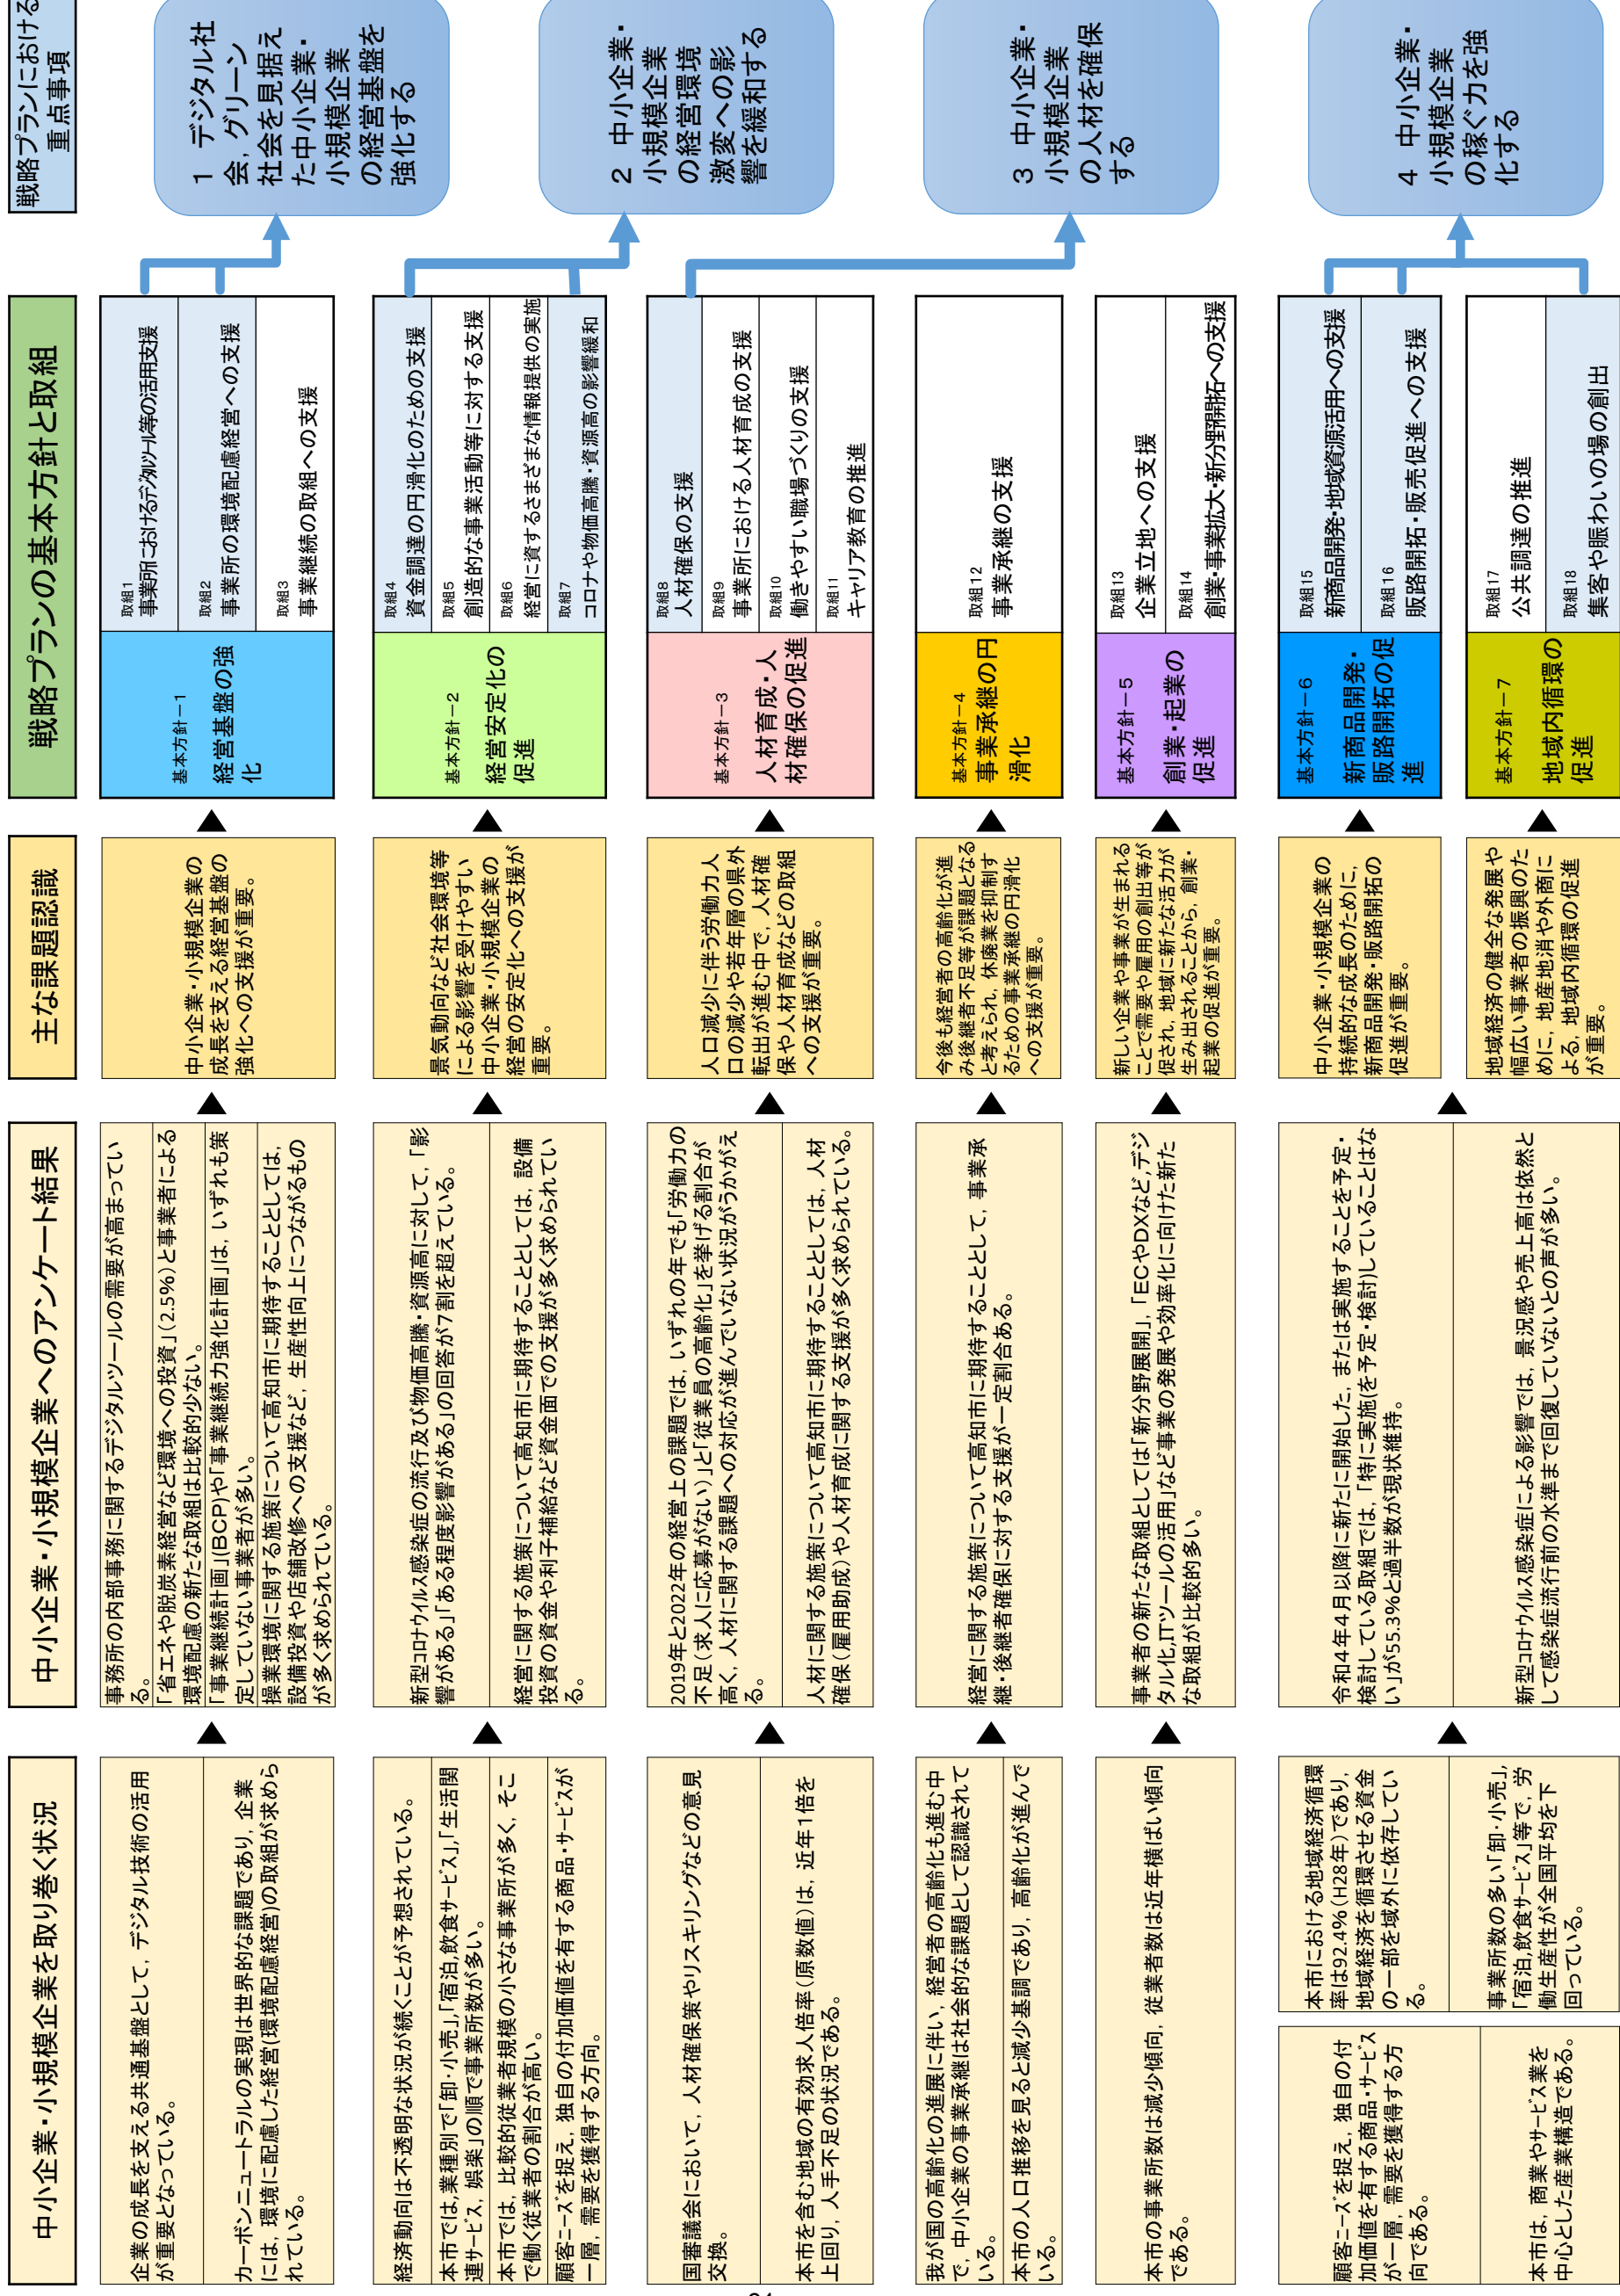 中小企業・小規模企業を取り巻く状況
中小企業・小規模企業へのアンケート結果
主な課題認識
戦略プランの基本方針と取組
戦略プランにおける
重点事項
企業の成長を支える共通基盤として，デジタル技術の活用
が重要となっている。
カーボンニュートラルの実現は世界的な課題であり，企業
には，環境に配慮した経営(環境配慮経営)の取組が求めら
れている。
事務所の内部事務に関するデジタルツールの需要が高まってい
る。
「省エネや脱炭素経営など環境への投資」（2.5%）と事業者による
環境配慮の新たな取組は比較的少ない。
「事業継続計画」(BCP)や「事業継続力強化計画」は，いずれも策
定していない事業者が多い。
操業環境に関する施策について高知市に期待することとしては，
設備投資や店舗改修への支援など，生産性向上につながるもの
が多く求められている。
中小企業・小規模企業の
成長を支える経営基盤の
強化への支援が重要。
基本方針－1
経営基盤の強
化
取組1
事業所におけるデジタルツール等の活用支援
取組2
事業所の環境配慮経営への支援
取組3
事業継続の取組への支援
1 デジタル社
会，グリーン
社会を見据え
た中小企業・
小規模企業
の経営基盤を
強化する
経済動向は不透明な状況が続くことが予想されている。
本市では,業種別で「卸・小売」,「宿泊,飲食サービス」,「生活関
連サービス，娯楽」の順で事業所数が多い。
本市では，比較的従業者規模の小さな事業所が多く，そこ
で働く従業者の割合が高い。
顧客ニーズを捉え，独自の付加価値を有する商品・サービスが
一層，需要を獲得する方向。
新型コロナウイルス感染症の流行及び物価高騰・資源高に対して，「影
響がある」「ある程度影響がある」の回答が7割を超えている。
経営に関する施策について高知市に期待することとしては，設備
投資の資金や利子補給など資金面での支援が多く求められてい
る。
景気動向など社会環境等
による影響を受けやすい
中小企業・小規模企業の
経営の安定化への支援が
重要。
基本方針－2
経営安定化の
促進
取組4
資金調達の円滑化のための支援
取組5
創造的な事業活動等に対する支援
取組6
経営に資するさまざまな情報提供の実施
取組7
コロナや物価高騰・資源高の影響緩和
2 中小企業・
小規模企業
の経営環境
激変への影
響を緩和する
国審議会において，人材確保策やリスキリングなどの意見
交換。
本市を含む地域の有効求人倍率（原数値）は，近年1倍を
上回り，人手不足の状況である。
2019年と2022年の経営上の課題では，いずれの年でも「労働力の
不足（求人に応募がない）」と「従業員の高齢化」を挙げる割合が
高く，人材に関する課題への対応が進んでいない状況がうかがえ
る。
人材に関する施策について高知市に期待することとしては，人材
確保（雇用助成）や人材育成に関する支援が多く求められている。
人口減少に伴う労働力人
口の減少や若年層の県外
転出が進む中で，人材確
保や人材育成などの取組
への支援が重要。
基本方針－3
人材育成・人
材確保の促進
取組8
人材確保の支援
取組9
事業所における人材育成の支援
取組10
働きやすい職場づくりの支援
取組11
キャリア教育の推進
3 中小企業・
小規模企業
の人材を確保
する
我が国の高齢化の進展に伴い，経営者の高齢化も進む中
で，中小企業の事業承継は社会的な課題として認識されて
いる。
本市の人口推移を見ると減少基調であり，高齢化が進んで
いる。
経営に関する施策について高知市に期待することとして，事業承
継・後継者確保に対する支援が一定割合ある。
今後も経営者の高齢化が進
み後継者不足等が課題となる
と考えられ，休廃業を抑制す
るための事業承継の円滑化
への支援が重要。
基本方針－4
事業承継の円
滑化
取組12
事業承継の支援
本市の事業所数は減少傾向，従業者数は近年横ばい傾向
である。
事業者の新たな取組としては「新分野展開」，「ECやDXなど,デジ
タル化,ITツールの活用」など事業の発展や効率化に向けた新た
な取組が比較的多い。
新しい企業や事業が生まれる
ことで需要や雇用の創出等が
促され，地域に新たな活力が
生み出されることから，創業・
起業の促進が重要。
基本方針－5
創業・起業の
促進
取組13
企業立地への支援
取組14
創業・事業拡大・新分野開拓への支援
顧客ニーズを捉え，独自の付
加価値を有する商品・サービス
が一層，需要を獲得する方
向である。
本市は，商業やサービス業を
中心とした産業構造である。
本市における地域経済循環
率は92.4%（H28年）であり，
地域経済を循環させる資金
の一部を域外に依存してい
る。
事業所数の多い「卸・小売」，
「宿泊,飲食サービス」等で，労
働生産性が全国平均を下
回っている。
令和4年4月以降に新たに開始した，または実施することを予定・
検討している取組では，「特に実施(を予定・検討)していることはな
い」が55.3%と過半数が現状維持。
新型コロナウイルス感染症による影響では，景況感や売上高は依然と
して感染症流行前の水準まで回復していないとの声が多い。
中小企業・小規模企業の
持続的な成長のために，
新商品開発・販路開拓の
促進が重要。
地域経済の健全な発展や
幅広い事業者の振興のた
めに，地産地消や外商に
よる，地域内循環の促進
が重要。
基本方針－6
新商品開発・
販路開拓の促
進
取組15
新商品開発・地域資源活用への支援
取組16
販路開拓・販売促進への支援
基本方針－7
地域内循環の
促進
取組17
公共調達の推進
取組18
集客や賑わいの場の創出
4 中小企業・
小規模企業
の稼ぐ力を強
化する